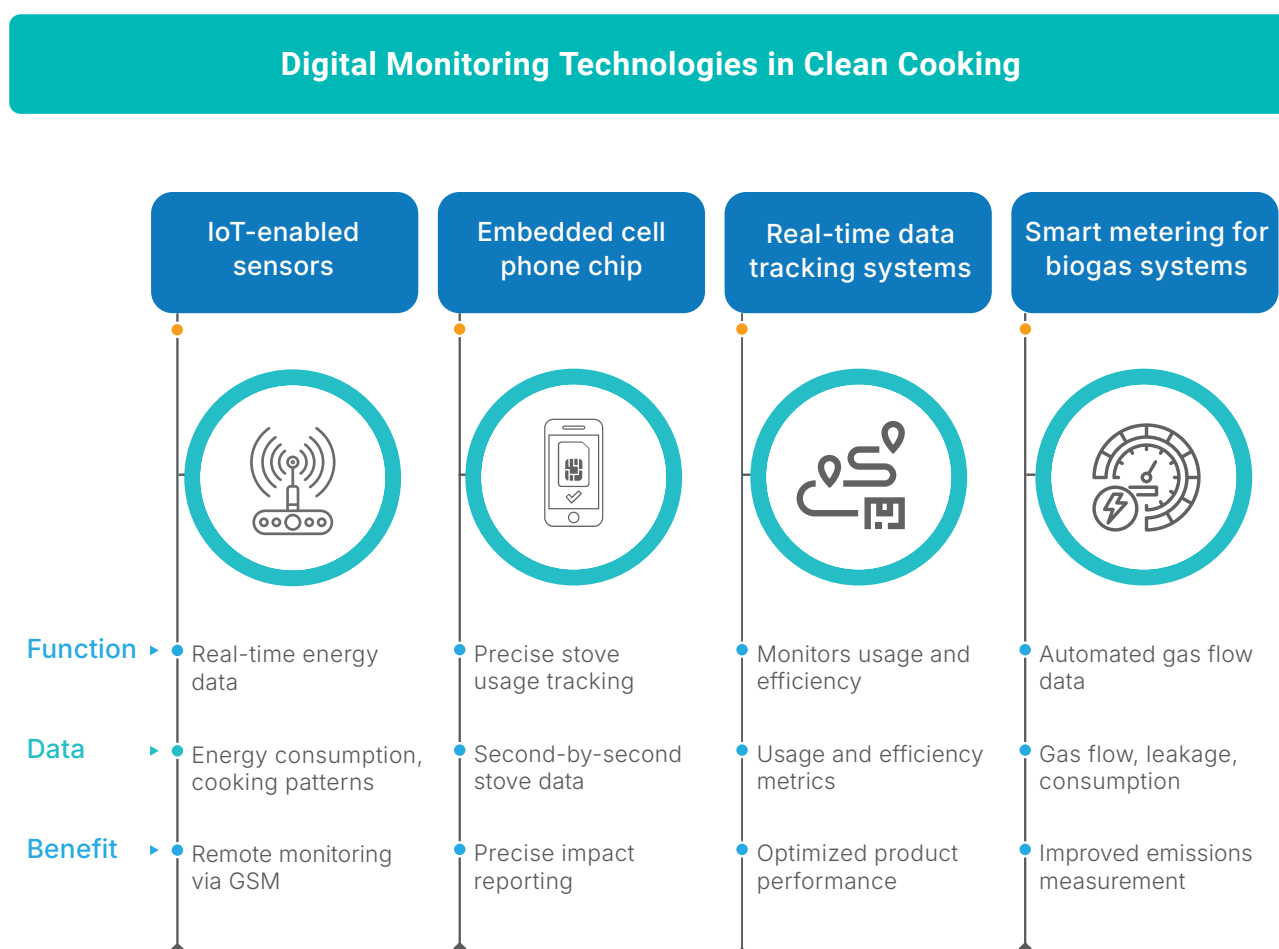 Digital Monitoring Technologies in Clean Cooking
IoT-enabled
sensors
Embedded cell
phone chip
Real-time data
tracking systems
Smart metering for
biogas systems
Function
Real-time energy
data
Precise stove
usage tracking
Monitors usage and
efficiency
Automated gas flow
data
Data
Energy consumption,
cooking patterns
Second-by-second
stove data
Usage and efficiency
metrics
Gas flow, leakage,
consumption
Benefit
Remote monitoring
via GSM
Precise impact
reporting
Optimized product
performance
Improved emissions
measurement